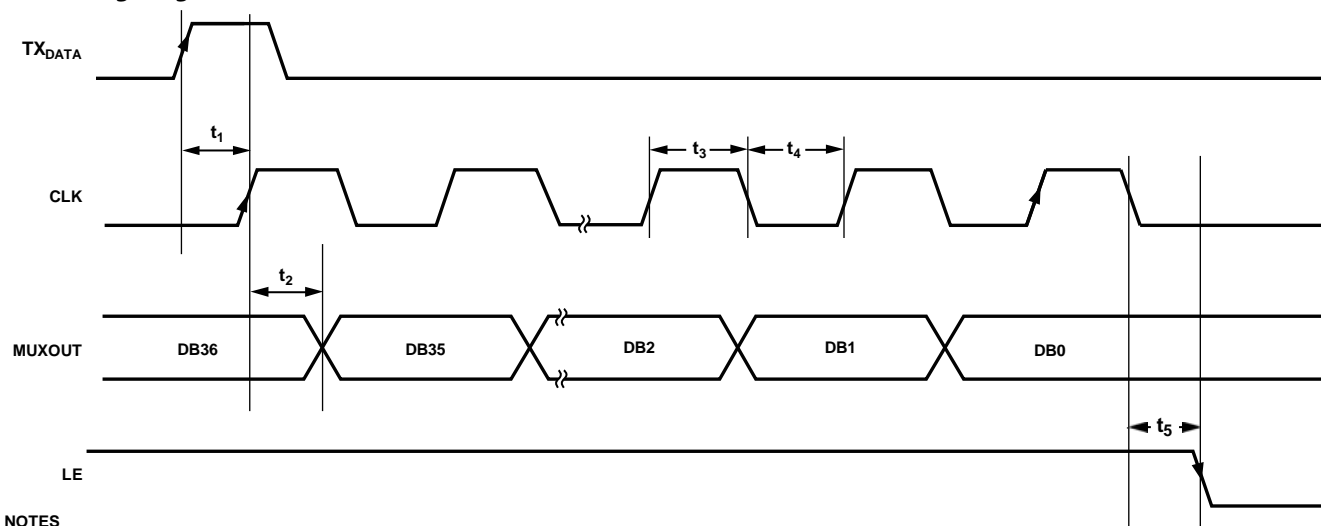 TXDATA
t1
t3
t4
CLK
t2
MUXOUT
DB36
DB35
DB2
DB1
DB0
t5
LE
NOTES